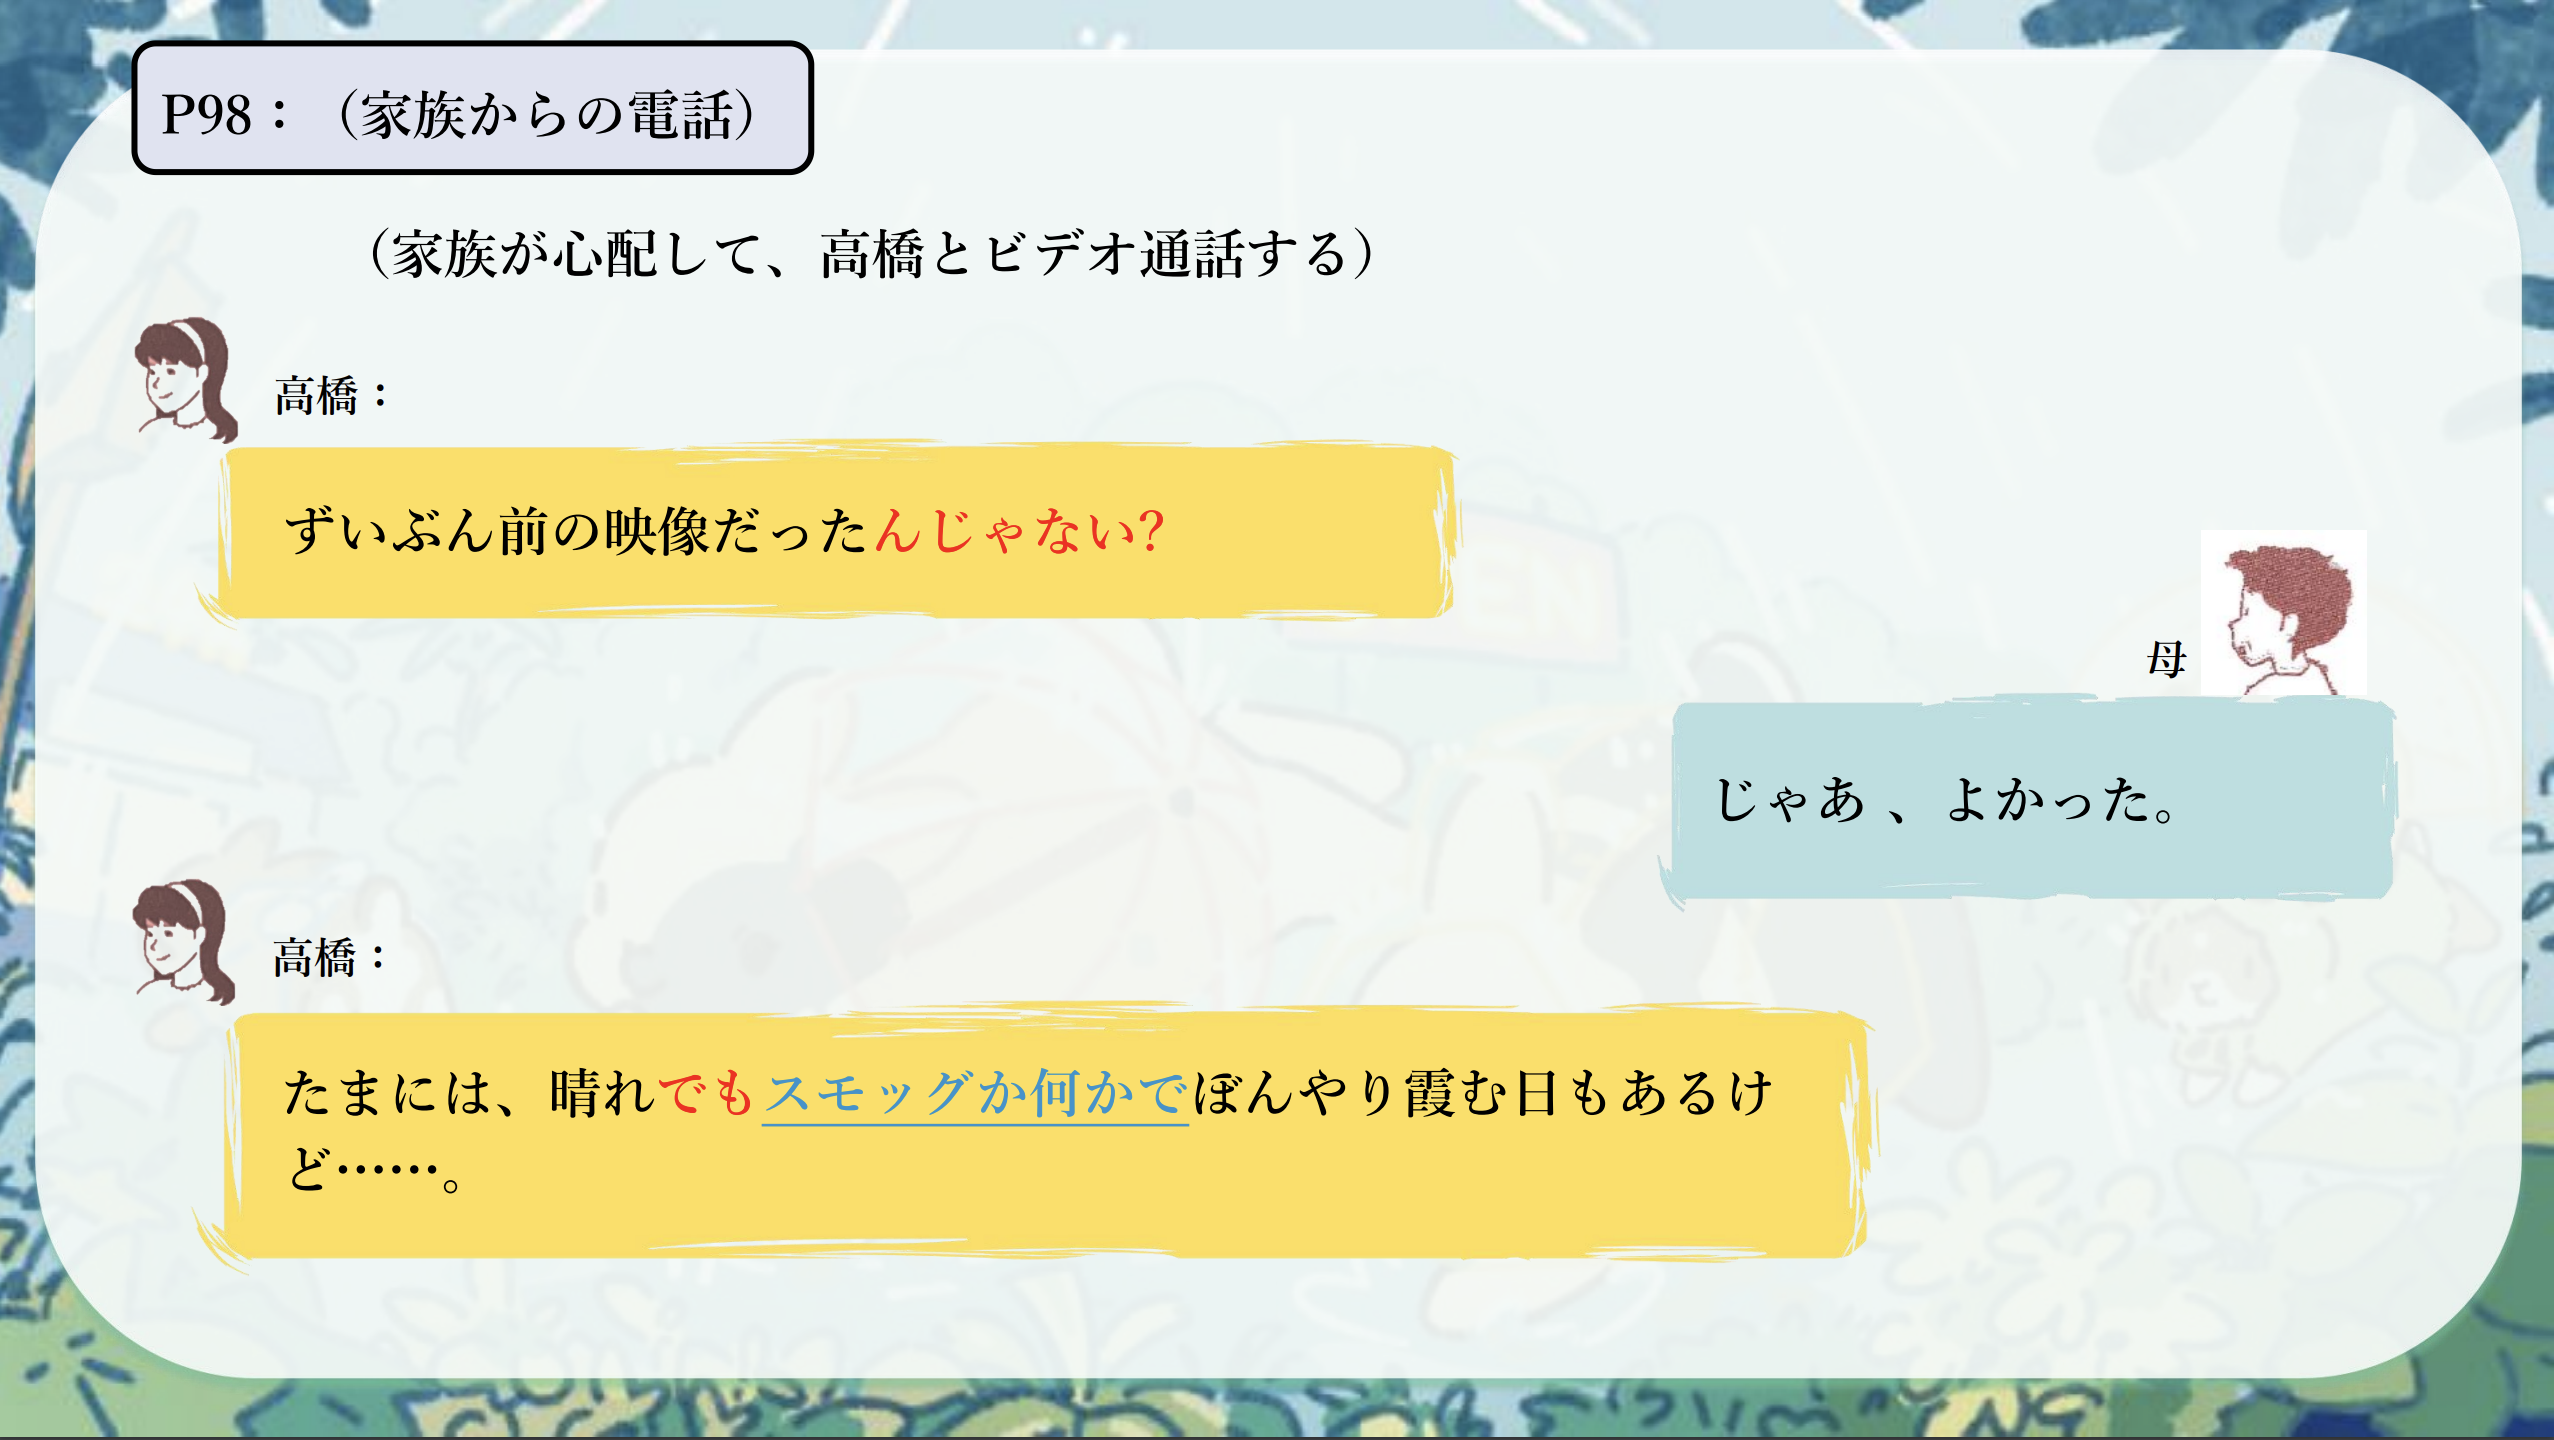 P98：（家族からの電話）
（家族が心配して、高橋とビデオ通話する）
高橋：
ずいぶん前の映像だったんじゃない?
母
じゃあ 、よかった。
高橋：
たまには、晴れでもスモッグか何かでぼんやり霞む日もあるけ
ど……。